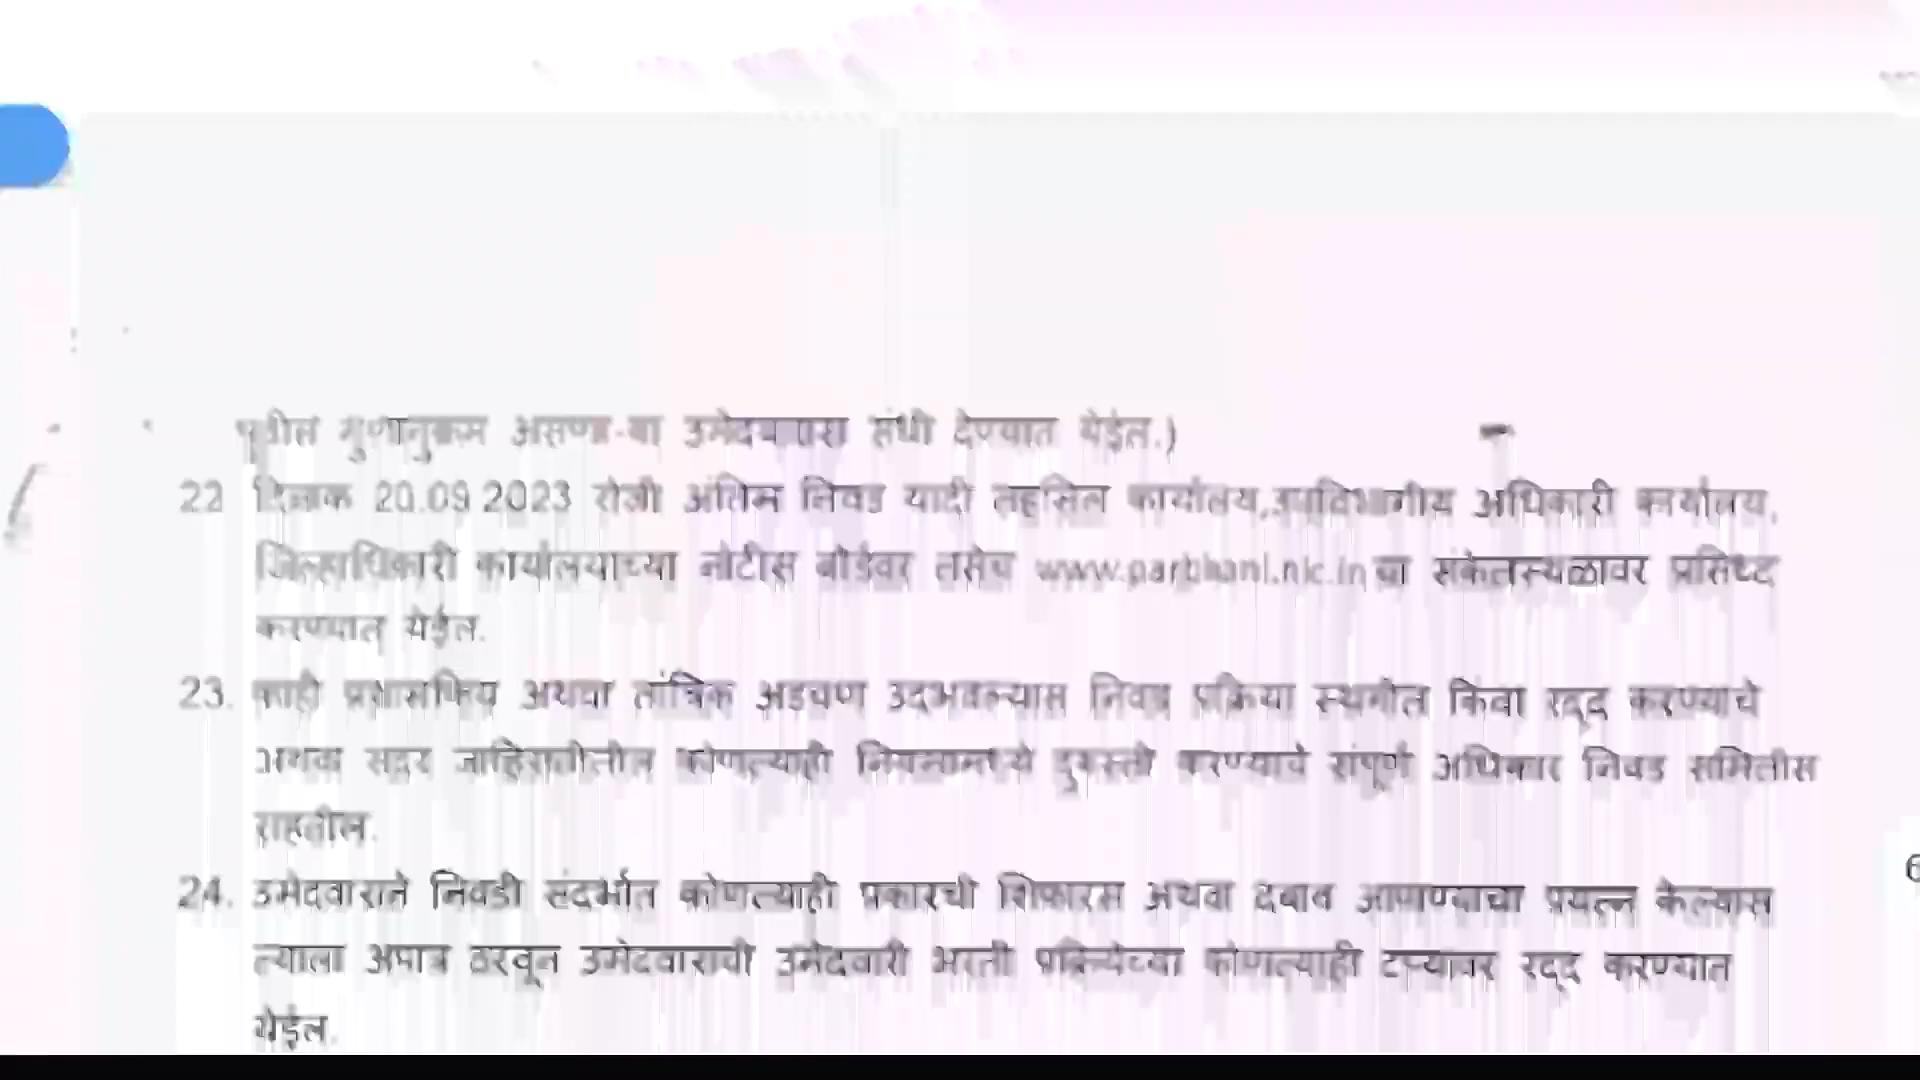 पुढील गुणानुक्रम असणा-या उमेदवारास संधी देण्यात येईल.)
22 दिनांक 20.09.2023 रोजी अंतिम निवड यादी तहसिल कार्यालय,उपविभागीय अधिकारी कार्यालय,
जिल्हाधिकारी कार्यालयाच्या नोटीस बोर्डवर तसेच www.parbhani.nic.in या संकेतस्थळावर प्रसिध्द
करण्यात येईल.
23. काही प्रशासकिय अथवा तांत्रिक अडचण उदभवल्यास निवड प्रक्रिया स्थगीत किंवा रद्द करण्याचे
अथवा सदर जाहिरातीतील कोणत्याही नियमामध्ये दुरुस्ती करण्याचे संपूर्ण अधिकार निवड समितीस
राहतील.
24. उमेदवाराने निवडी संदर्भात कोणत्याही प्रकारची शिफारस अथवा दबाव आणण्याचा प्रयत्न केल्यास
त्याला अपात्र ठरवून उमेदवाराची उमेदवारी भरती प्रक्रियेच्या कोणत्याही टप्यावर रद्द करण्यात
येईल.
6